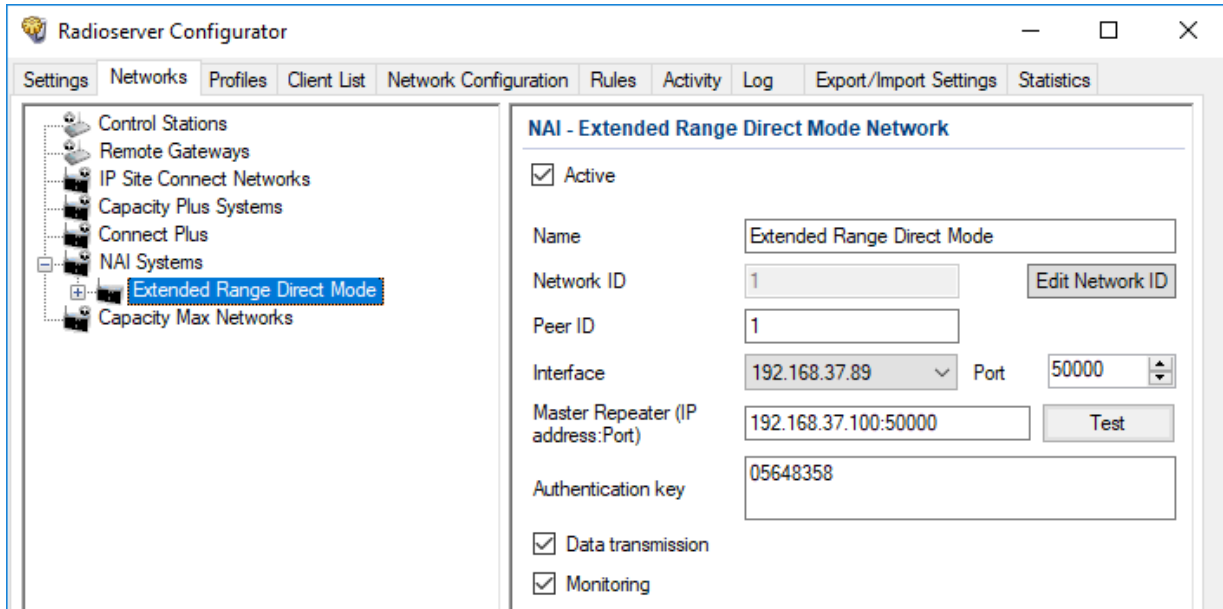 Radioserver Configurator
Settings Networks Profiles Client List Network Configuration Rules Activity Log Export/Import Settings Statistics
Control Stations
Remote Gateways
IP Site Connect Networks
Capacity Plus Systems
Connect Plus
NAI Systems
Extended Range Direct Mode
Capacity Max Networks
NAI - Extended Range Direct Mode Network
Active
Name Extended Range Direct Mode
Network ID 1 Edit Network ID
Peer ID 1
Interface 192.168.37.89 Port 50000
Master Repeater (IP
address:Port) 192.168.37.100:50000 Test
Authentication key 05648358
Data transmission
Monitoring